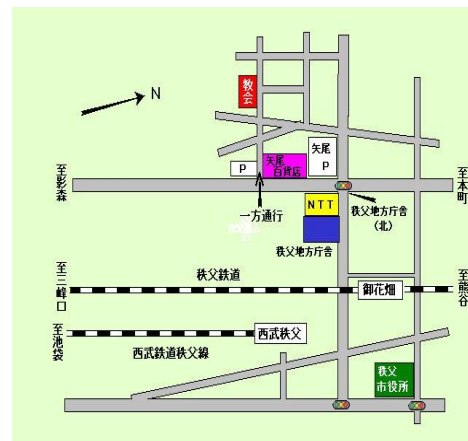 N
教会
矢尾
P
P
矢尾
百貨店
至影森
至本町
NTT
一方通行
秩父地方庁舎
(北)
秩父地方庁舎
至三峰口
秩父鉄道
御花畑
至熊谷
至池袋
西武秩父
西武鉄道秩父線
秩父
市役所